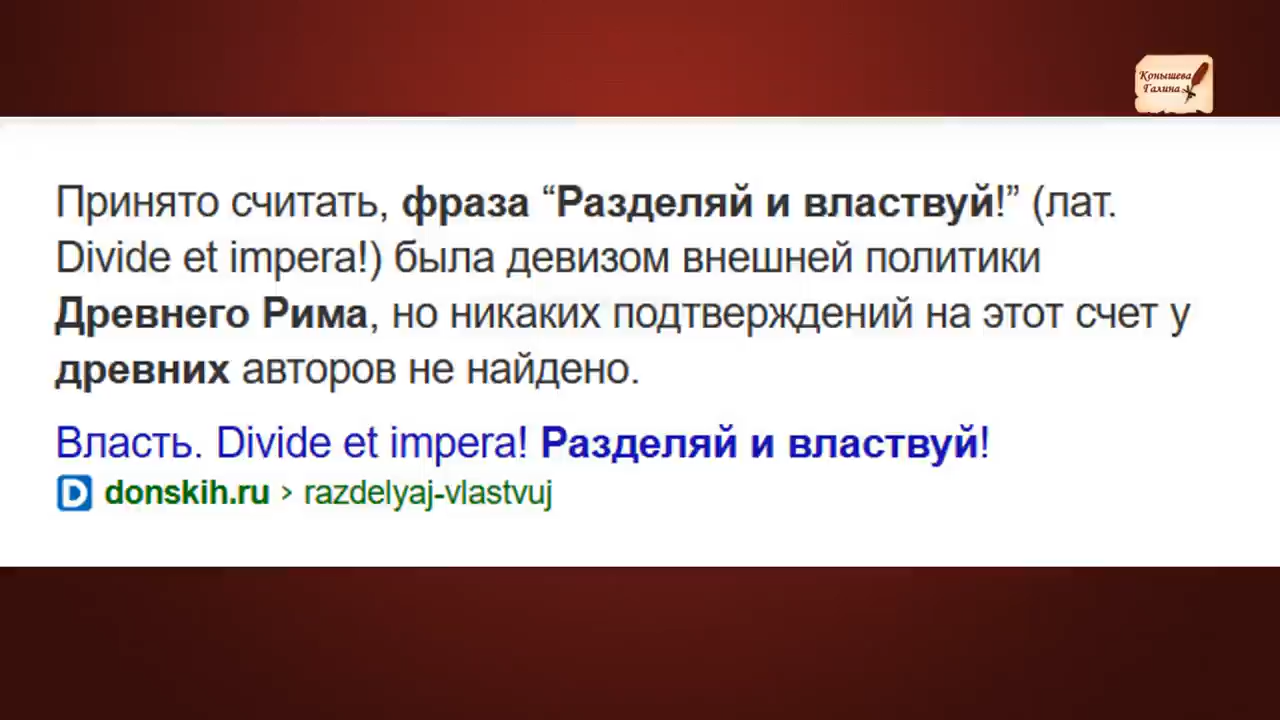 Конышева
Галина
Принято считать, фраза “Разделяй и властвуй!” (лат.
Divide et impera!) была девизом внешней политики
Древнего Рима, но никаких подтверждений на этот счет у
древних авторов не найдено.
Власть. Divide et impera! Разделяй и властвуй!
D donskih.ru › razdelyaj-vlastvuj